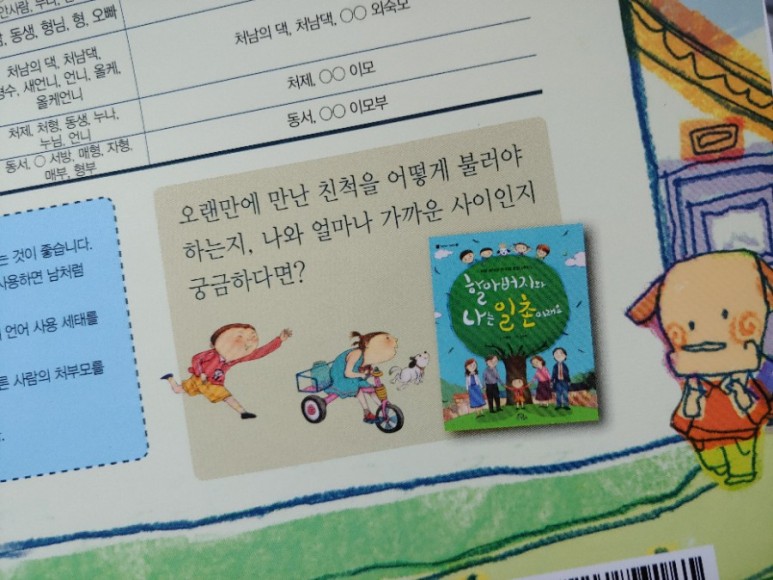 동생, 형님, 형, 오빠
처남의 댁, 처남댁,
새언니, 언니, 올케,
올케언니
처남의 댁, 처남댁, ○○ 외숙모
처제, 처형, 동생, 누나,
누님, 언니
처제, ○○ 이모
동서, ○ 서방, 매형, 자형,
매부, 형부
동서, ○○ 이모부
는 것이 좋습니다.
사용하면 남처럼
언어 사용 세태를
사람의 처부모를
오랜만에 만난 친척을 어떻게 불러야
하는지, 나와 얼마나 가까운 사이인지
궁금하다면?
할아버지와
나는 일촌이래요